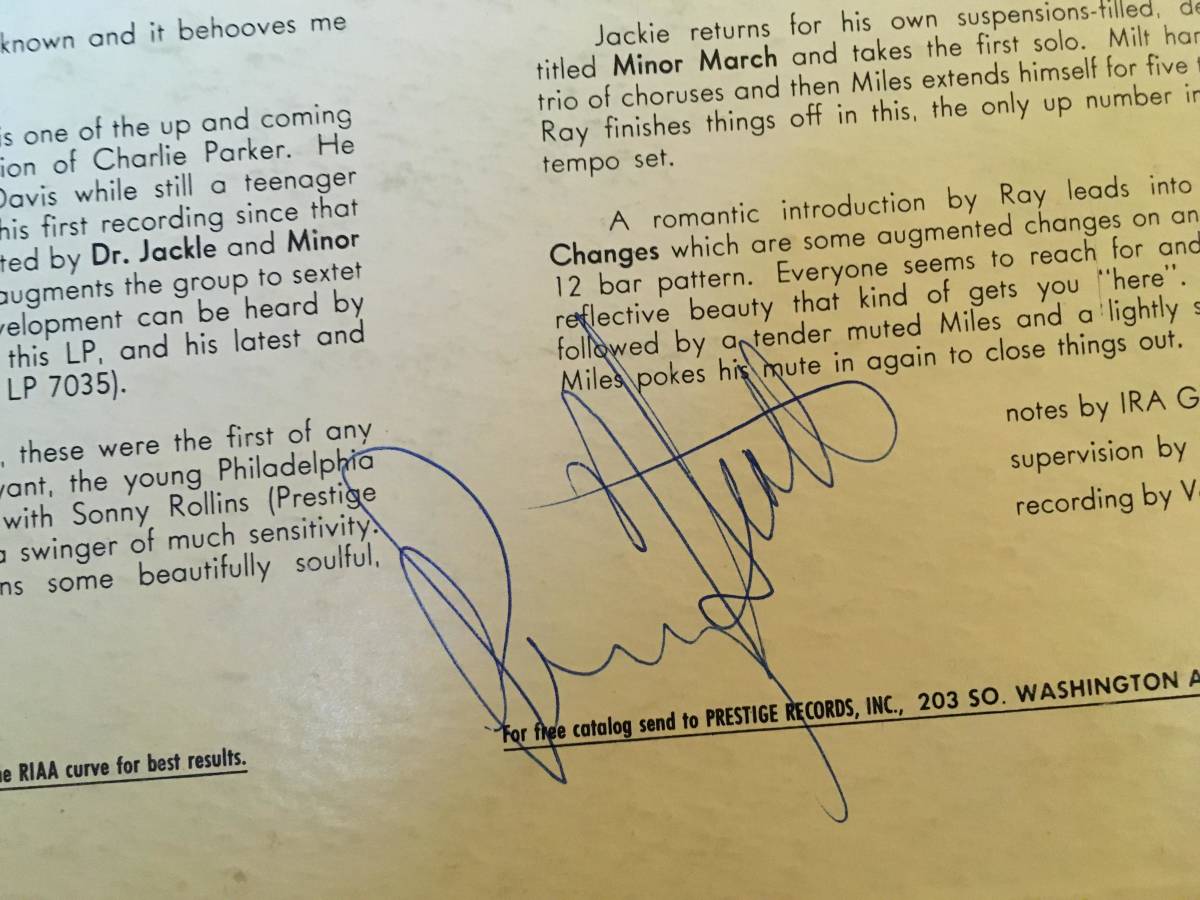 known and it behooves me
is one of the up and coming
ion of Charlie Parker. He
Davis while still a teenager
his first recording since that
ted by Dr. Jackle and Minor
augments the group to sextet
velopment can be heard by
this LP, and his latest and
LP 7035).
, these were the first of any
yant, the young Philadelphia
with Sonny Rollins (Prestige
a swinger of much sensitivity.
ns some beautifully soulful,
Jackie returns for his own suspensions-filled, de
titled Minor March and takes the first solo. Milt har
trio of choruses and then Miles extends himself for five t
Ray finishes things off in this, the only up number in
tempo set.
A romantic introduction by Ray leads into
Changes which are some augmented changes on an
12 bar pattern. Everyone seems to reach for and
reflective beauty that kind of gets you "here".
followed by a tender muted Miles and a lightly s
Miles pokes his mute in again to close things out.
notes by IRA G
supervision by
recording by V
e RIAA curve for best results.
For free catalog send to PRESTIGE RECORDS, INC., 203 SO. WASHINGTON A